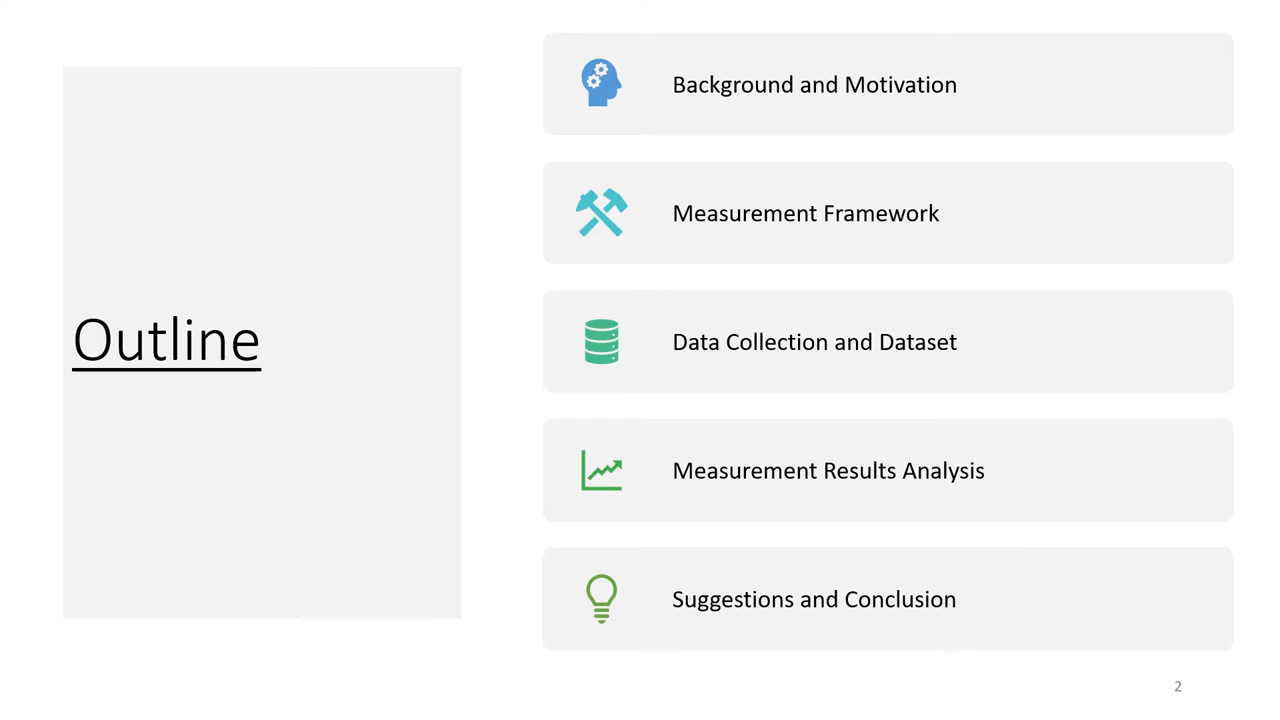 Outline
Background and Motivation
Measurement Framework
Data Collection and Dataset
Measurement Results Analysis
Suggestions and Conclusion
2